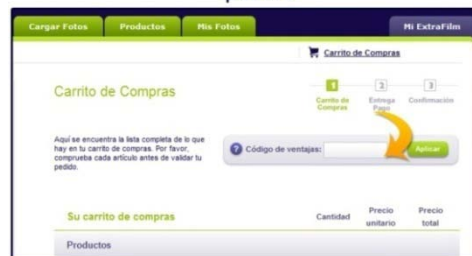 Cargar Fotos Productos Mis Fotos Mi ExtraFilm
Carrito de Compras
Carrito de Compras
1 2 3
Carrito de Compras Entrega Pago Confirmación
Aquí se encuentra la lista completa de lo que
hay en tu carrito de compras. Por favor,
comprueba cada artículo antes de validar tu
pedido.
? Código de ventajas: Aplicar
Su carrito de compras Cantidad Precio unitario Precio total
Productos